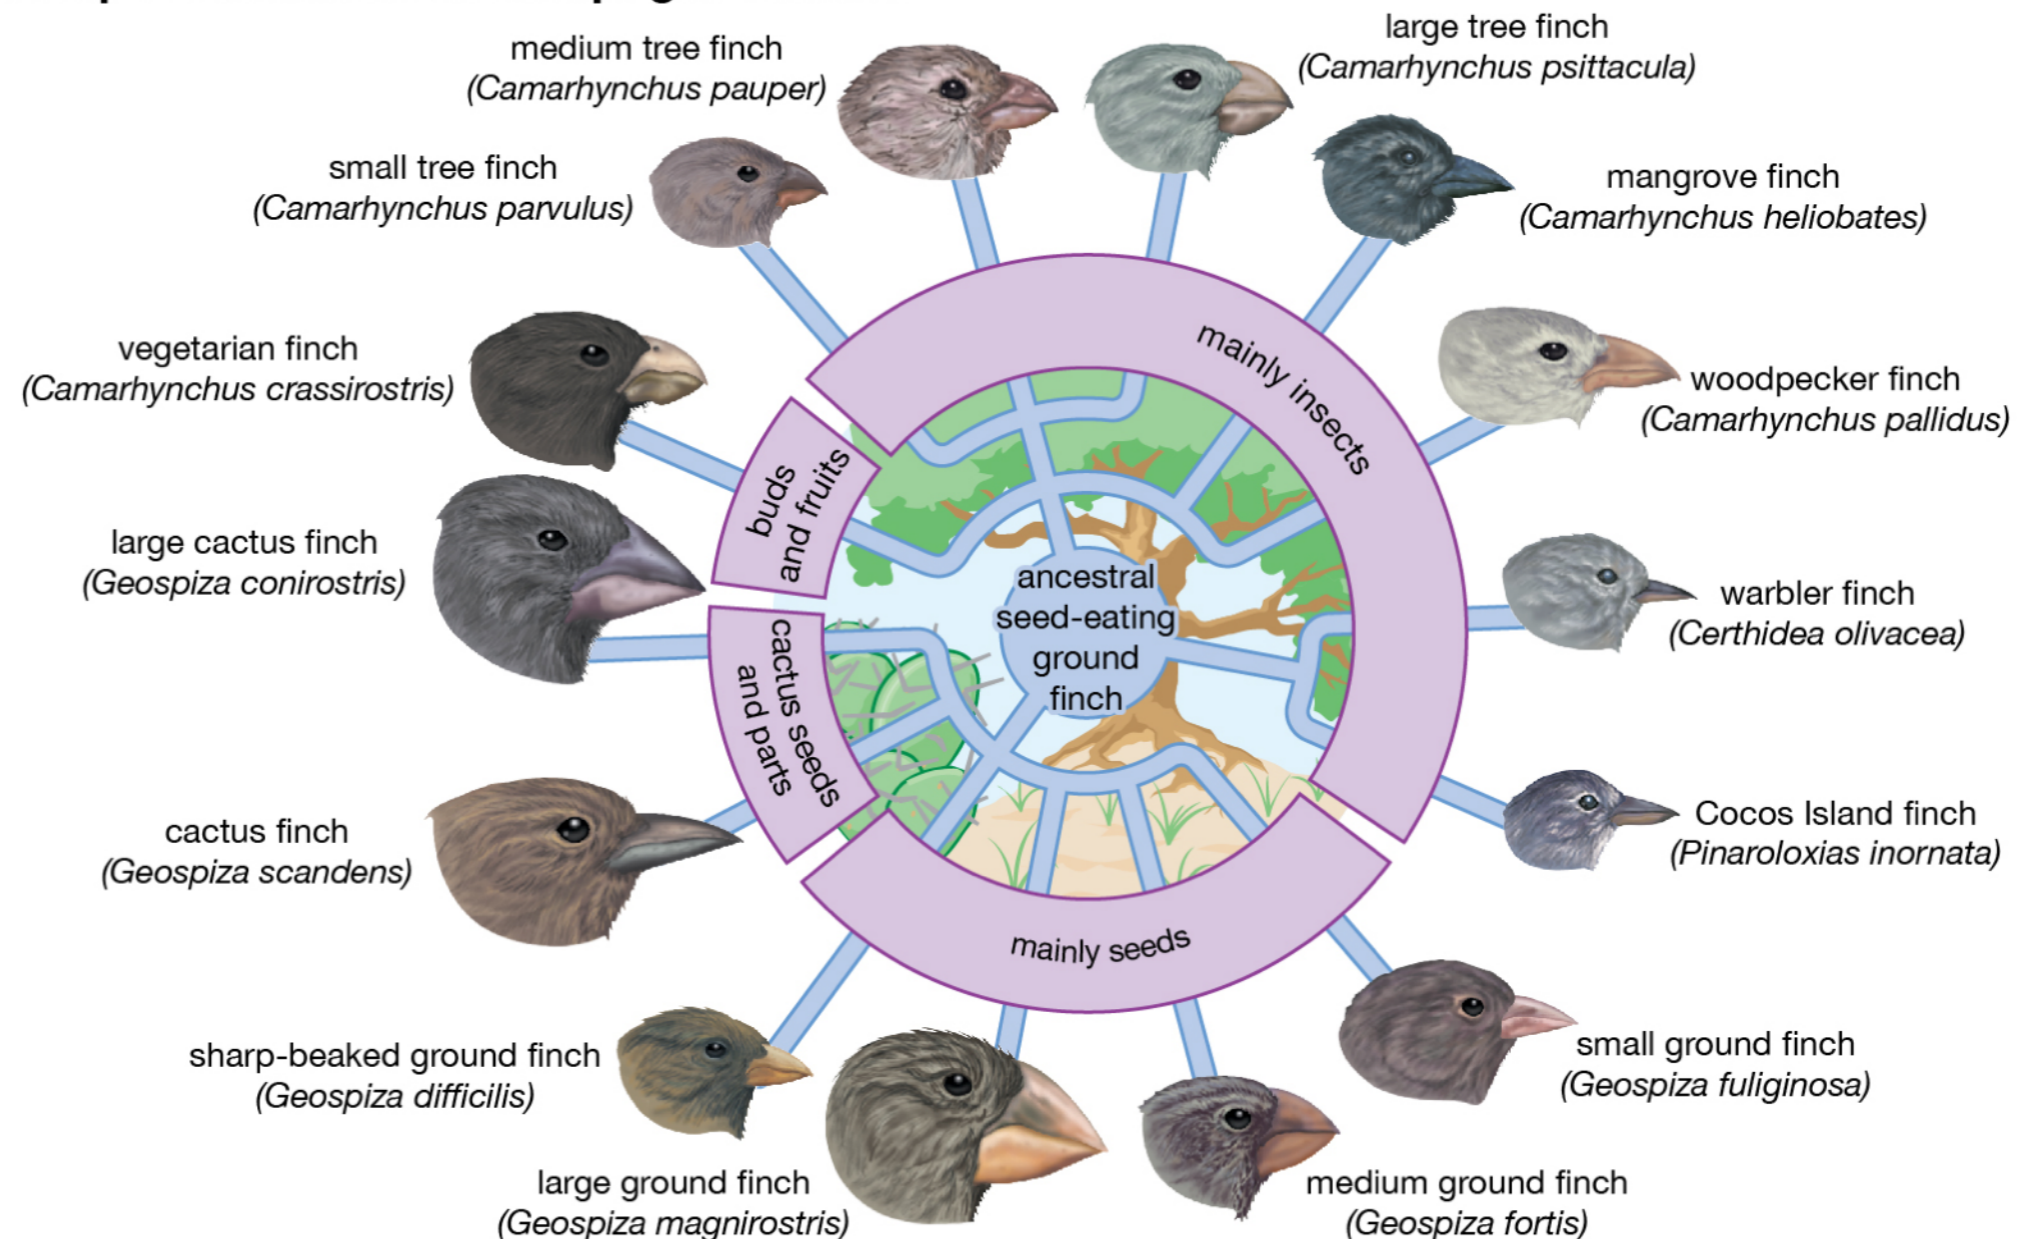 medium tree finch
(Camarhynchus pauper)
large tree finch
(Camarhynchus psittacula)
small tree finch
(Camarhynchus parvulus)
mangrove finch
(Camarhynchus heliobates)
vegetarian finch
(Camarhynchus crassirostris)
woodpecker finch
(Camarhynchus pallidus)
large cactus finch
(Geospiza conirostris)
warbler finch
(Certhidea olivacea)
cactus finch
(Geospiza scandens)
Cocos Island finch
(Pinaroloxias inornata)
sharp-beaked ground finch
(Geospiza difficilis)
small ground finch
(Geospiza fuliginosa)
large ground finch
(Geospiza magnirostris)
medium ground finch
(Geospiza fortis)
mainly insects
buds
and fruits
cactus seeds
and parts
mainly seeds
ancestral
seed-eating
ground
finch